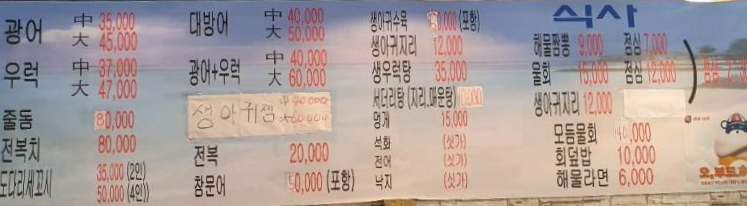 광어 中 35,000
大 45,000
우럭 中 37,000
大 47,000
줄돔 80,000
전복치 80,000
도다리세꼬시 35,000 (2인)
50,000 (4인)
대방어 中 40,000
大 50,000
광어+우럭 中 40,000
大 60,000
생아귀찜 中 40000
大 60,000
전복 20,000
참문어 50,000 (포항)
생아귀수육 (포항)
생아귀지리 12,000
생우럭탕 35,000
서더리탕 (지리.매운탕)
멍게 15,000
석화 (싯가)
전어 (싯가)
낙지 (싯가)
식사
해물짬뽕 9,000 점심 7,000
물회 15,000 점심 12,000
생아귀지리 12,000
모듬물회 40,000
회덮밥 10,000
해물라면 6,000